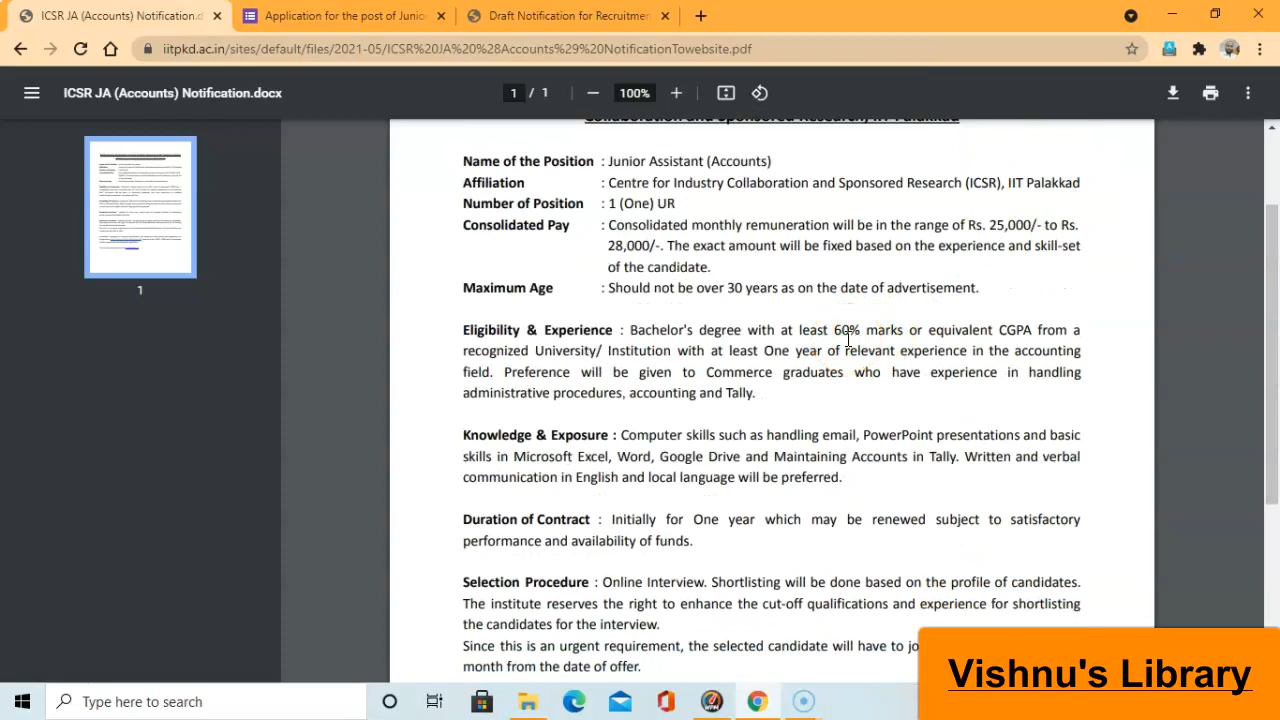 ICSR JA (Accounts) Notification.d
Application for the post of Junio
Draft Notification for Recruitmen
iitpkd.ac.in/sites/default/files/2021-05/ICSR%20JA%20%28Accounts%29%20NotificationTowebsite.pdf
ICSR JA (Accounts) Notification.docx
1 / 1
100%
Collaboration and Sponsored Research, IIT Palakkad
Name of the Position : Junior Assistant (Accounts)
Affiliation : Centre for Industry Collaboration and Sponsored Research (ICSR), IIT Palakkad
Number of Position : 1 (One) UR
Consolidated Pay : Consolidated monthly remuneration will be in the range of Rs. 25,000/- to Rs.
28,000/-. The exact amount will be fixed based on the experience and skill-set
of the candidate.
Maximum Age : Should not be over 30 years as on the date of advertisement.
Eligibility & Experience : Bachelor's degree with at least 60% marks or equivalent CGPA from a
recognized University/ Institution with at least One year of relevant experience in the accounting
field. Preference will be given to Commerce graduates who have experience in handling
administrative procedures, accounting and Tally.
Knowledge & Exposure : Computer skills such as handling email, PowerPoint presentations and basic
skills in Microsoft Excel, Word, Google Drive and Maintaining Accounts in Tally. Written and verbal
communication in English and local language will be preferred.
Duration of Contract : Initially for One year which may be renewed subject to satisfactory
performance and availability of funds.
Selection Procedure : Online Interview. Shortlisting will be done based on the profile of candidates.
The institute reserves the right to enhance the cut-off qualifications and experience for shortlisting
the candidates for the interview.
Since this is an urgent requirement, the selected candidate will have to jo
month from the date of offer.
1
Vishnu's Library
Type here to search